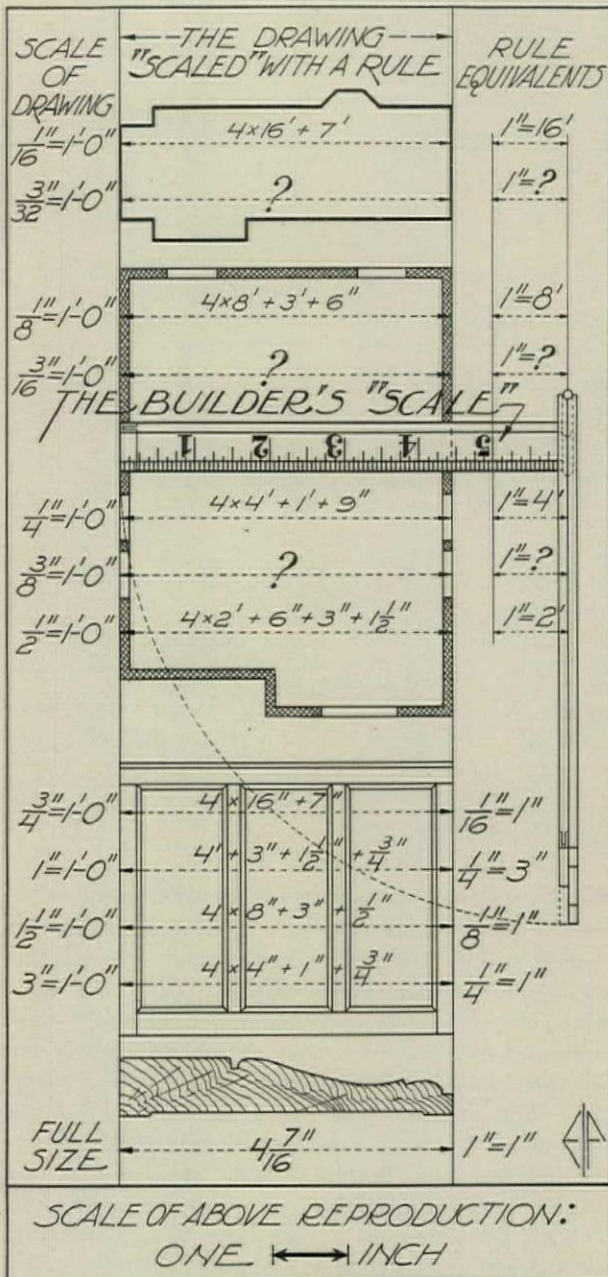 SCALE OF DRAWING
THE DRAWING "SCALED" WITH A RULE
RULE EQUIVALENTS
1/16"=1'-0" 4×16'+7' 1"=16'
3/32"=1'-0" ? 1"=?
1/8"=1'-0" 4×8'+3'+6" 1"=8'
3/16"=1'-0" ? 1"=?
THE BUILDER'S "SCALE"
1 2 3 4 5
1/4"=1'-0" 4×4'+1'+9" 1"=4'
3/8"=1'-0" ? 1"=?
1/2"=1'-0" 4×2'+6"+3"+1 1/2" 1"=2'
3/4"=1'-0" 4×16"+7" 1/16"=1"
1"=1'-0" 4'+3"+1 1/2"+3/4" 1/4"=3"
1 1/2"=1'-0" 4×8"+3"+1/2" 1/8"=1"
3"=1'-0" 4×4"+1"+3/4" 1/4"=1"
FULL SIZE 4 7/16" 1"=1"
SCALE OF ABOVE REPRODUCTION:
ONE INCH